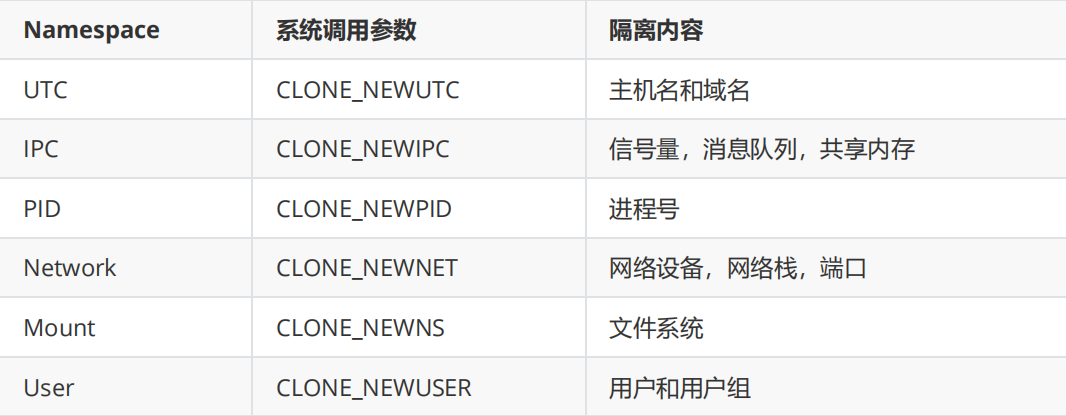 Namespace 系统调用参数 隔离内容
UTC CLONE_NEWUTC 主机名和域名
IPC CLONE_NEWIPC 信号量，消息队列，共享内存
PID CLONE_NEWPID 进程号
Network CLONE_NEWNET 网络设备，网络栈，端口
Mount CLONE_NEWNS 文件系统
User CLONE_NEWUSER 用户和用户组